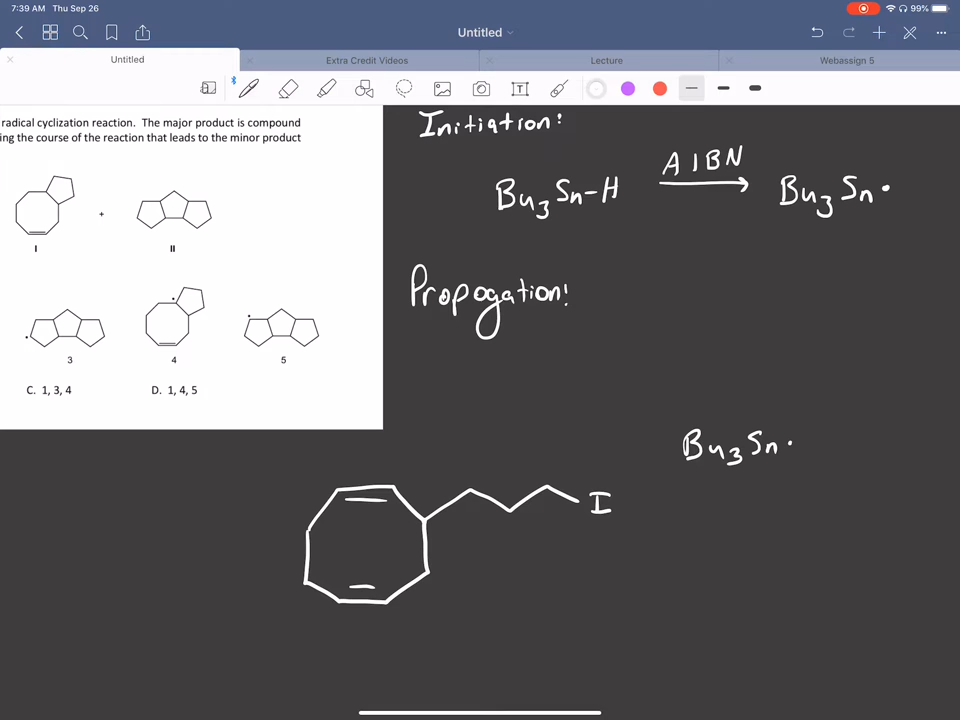 7:39 AM Thu Sep 26
99%
Untitled
Untitled
Extra Credit Videos
Lecture
Webassign 5
T
radical cyclization reaction. The major product is compound
ing the course of the reaction that leads to the minor product
+
I
II
3
4
5
C. 1, 3, 4
D. 1, 4, 5
Initiation:
Bu3Sn-H AIBN Bu3Sn·
Propogation:
Bu3Sn·
I